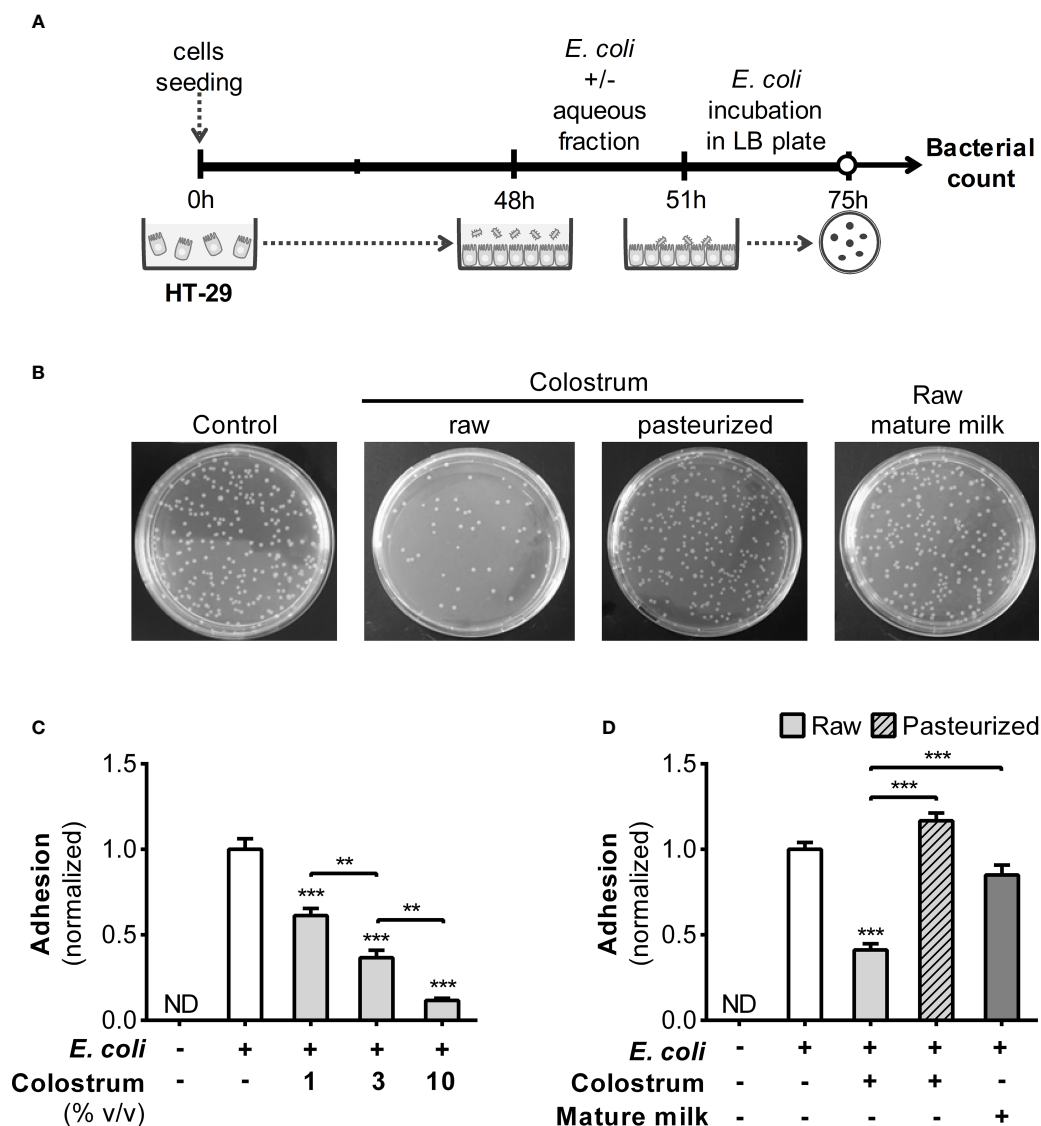 A
cells
seeding
E. coli
+/-
aqueous
fraction
E. coli
incubation
in LB plate
Bacterial
count
0h
48h
51h
75h
HT-29
B
Colostrum
Control
raw
pasteurized
Raw
mature milk
C
1.5
1.0
0.5
0.0
Adhesion
(normalized)
ND
***
**
***
**
***
E. coli - + + + +
Colostrum - - 1 3 10
(% v/v)
D
Raw Pasteurized
1.5
1.0
0.5
0.0
Adhesion
(normalized)
ND
***
***
***
E. coli - + + + +
Colostrum - - + + -
Mature milk - - - - +